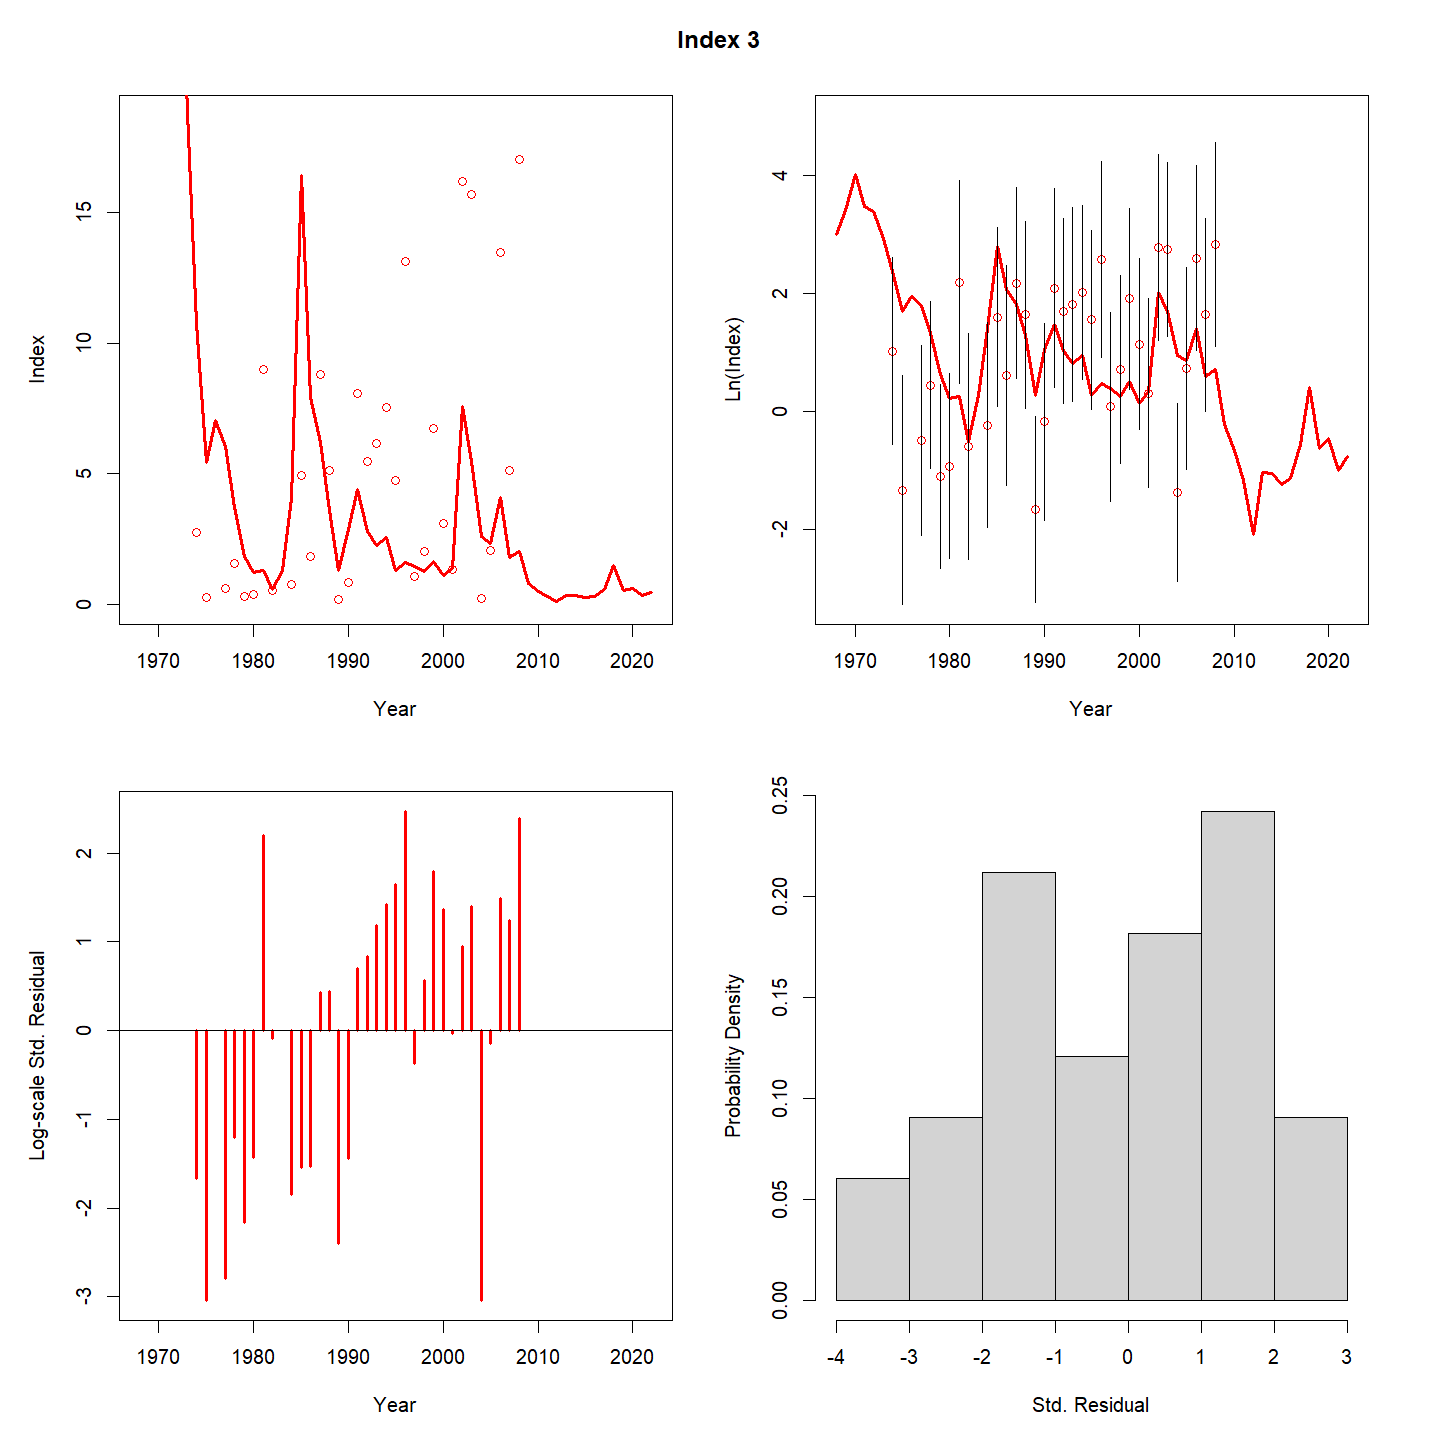 Index 3
Index
15
10
5
0
1970 1980 1990 2000 2010 2020
Year
Ln(Index)
4
2
0
-2
1970 1980 1990 2000 2010 2020
Year
Log-scale Std. Residual
2
1
0
-1
-2
-3
1970 1980 1990 2000 2010 2020
Year
Probability Density
0.25
0.20
0.15
0.10
0.05
0.00
-4 -3 -2 -1 0 1 2 3
Std. Residual